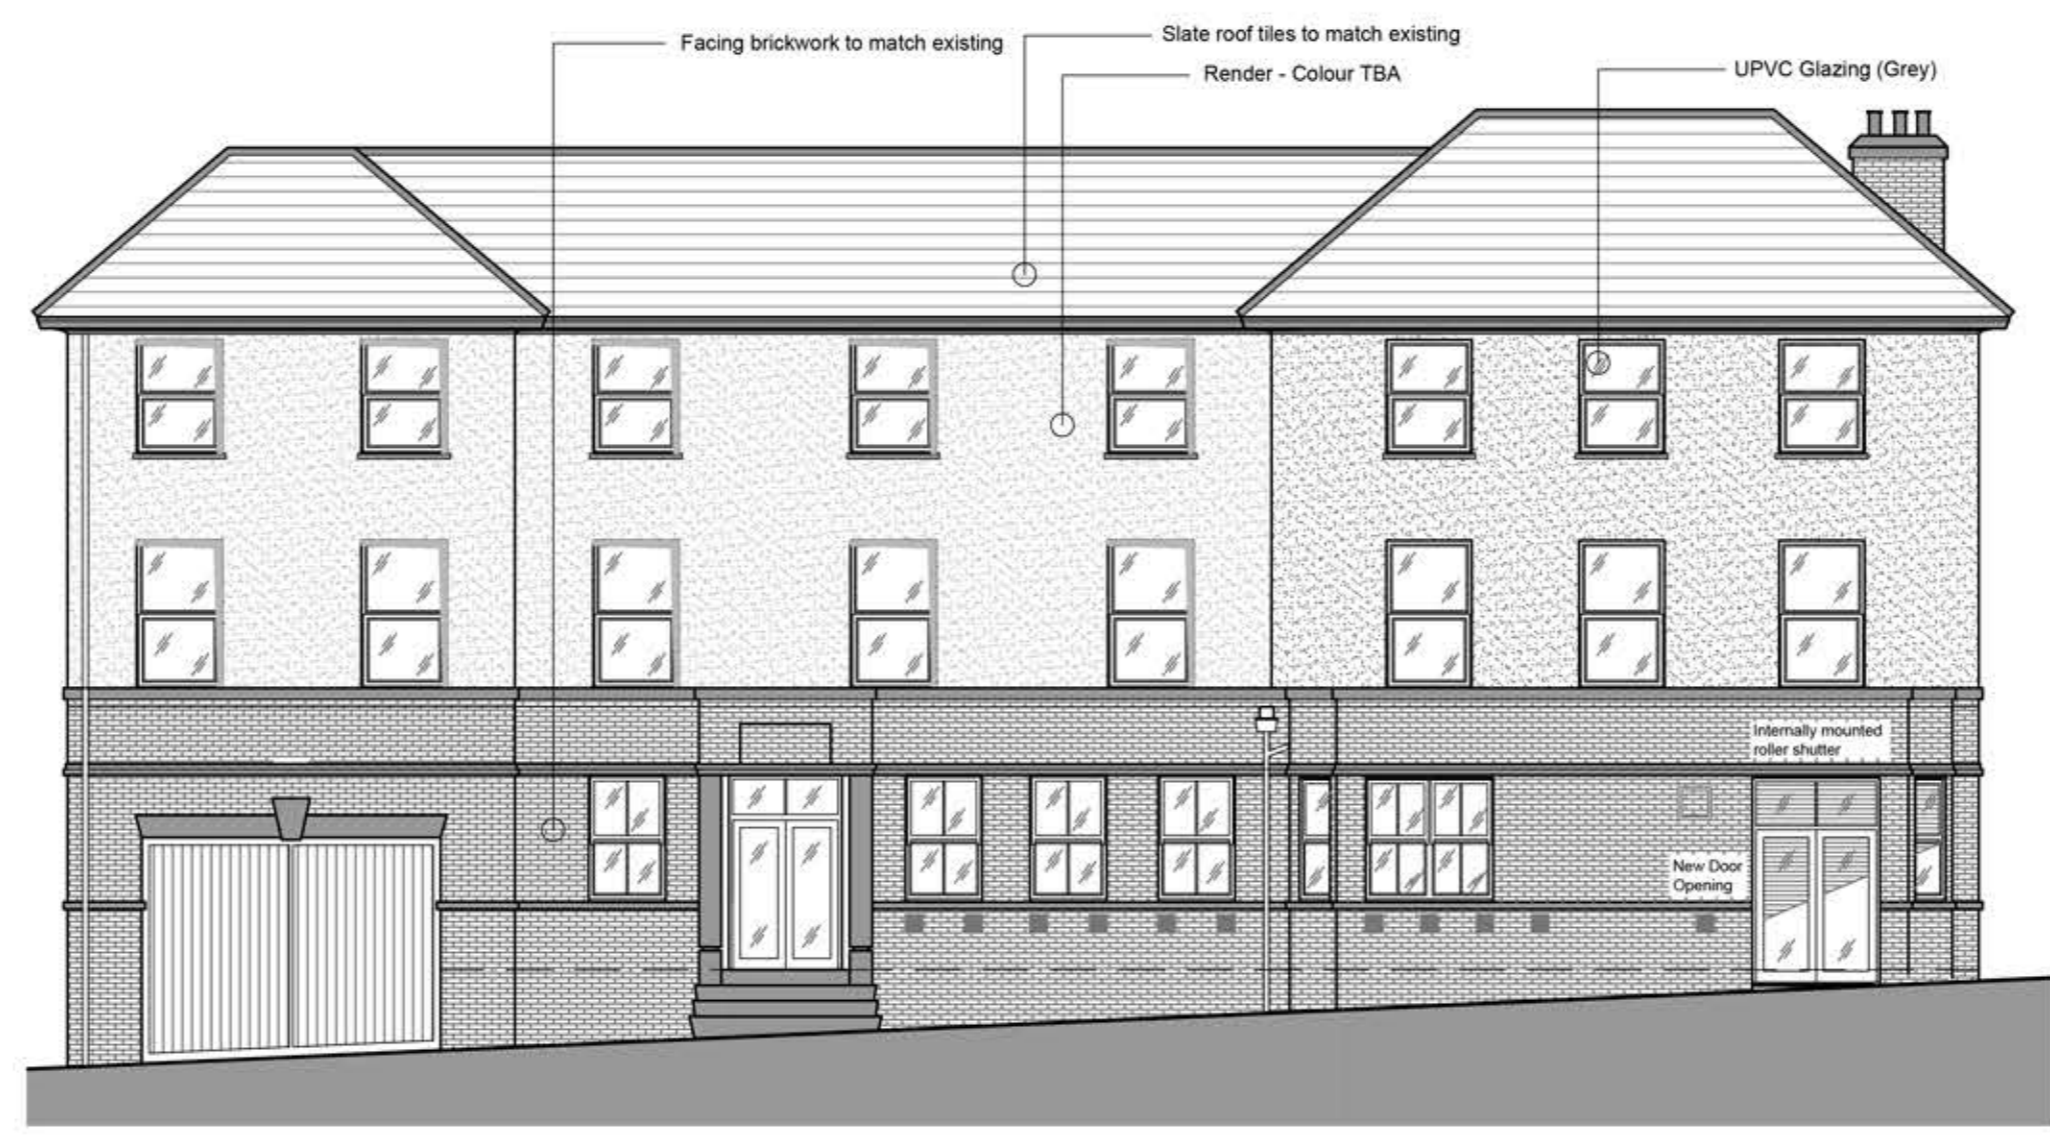 Facing brickwork to match existing
Slate roof tiles to match existing
Render - Colour TBA
UPVC Glazing (Grey)
Internally mounted
roller shutter
New Door
Opening